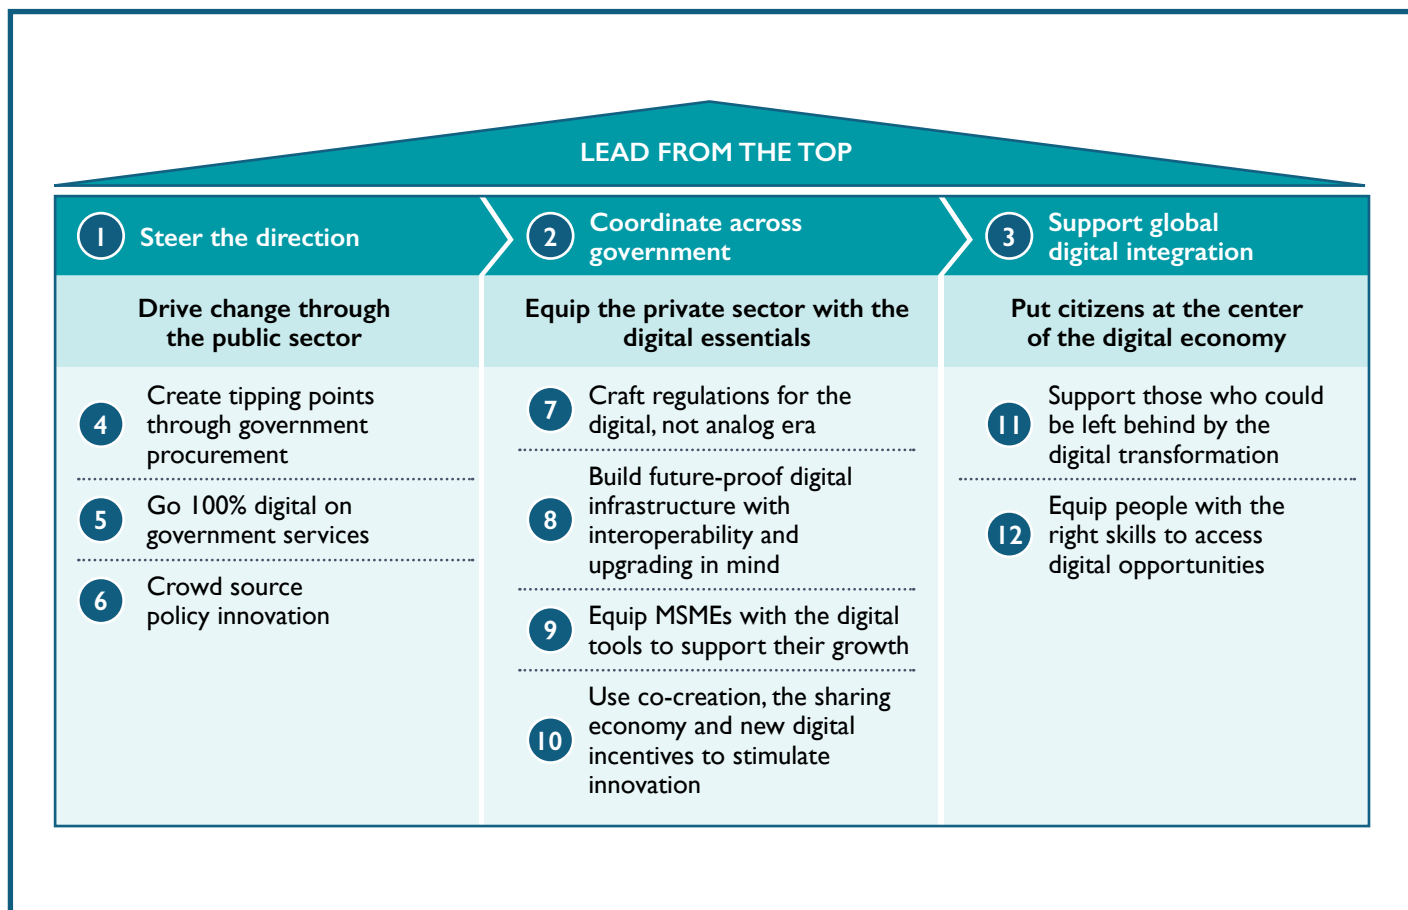 LEAD FROM THE TOP
1 Steer the direction
2 Coordinate across
government
3 Support global
digital integration
Drive change through
the public sector
Equip the private sector with the
digital essentials
Put citizens at the center
of the digital economy
4 Create tipping points
through government
procurement
5 Go 100% digital on
government services
6 Crowd source
policy innovation
7 Craft regulations for the
digital, not analog era
8 Build future-proof digital
infrastructure with
interoperability and
upgrading in mind
9 Equip MSMEs with the digital
tools to support their growth
10 Use co-creation, the sharing
economy and new digital
incentives to stimulate
innovation
11 Support those who could
be left behind by the
digital transformation
12 Equip people with the
right skills to access
digital opportunities